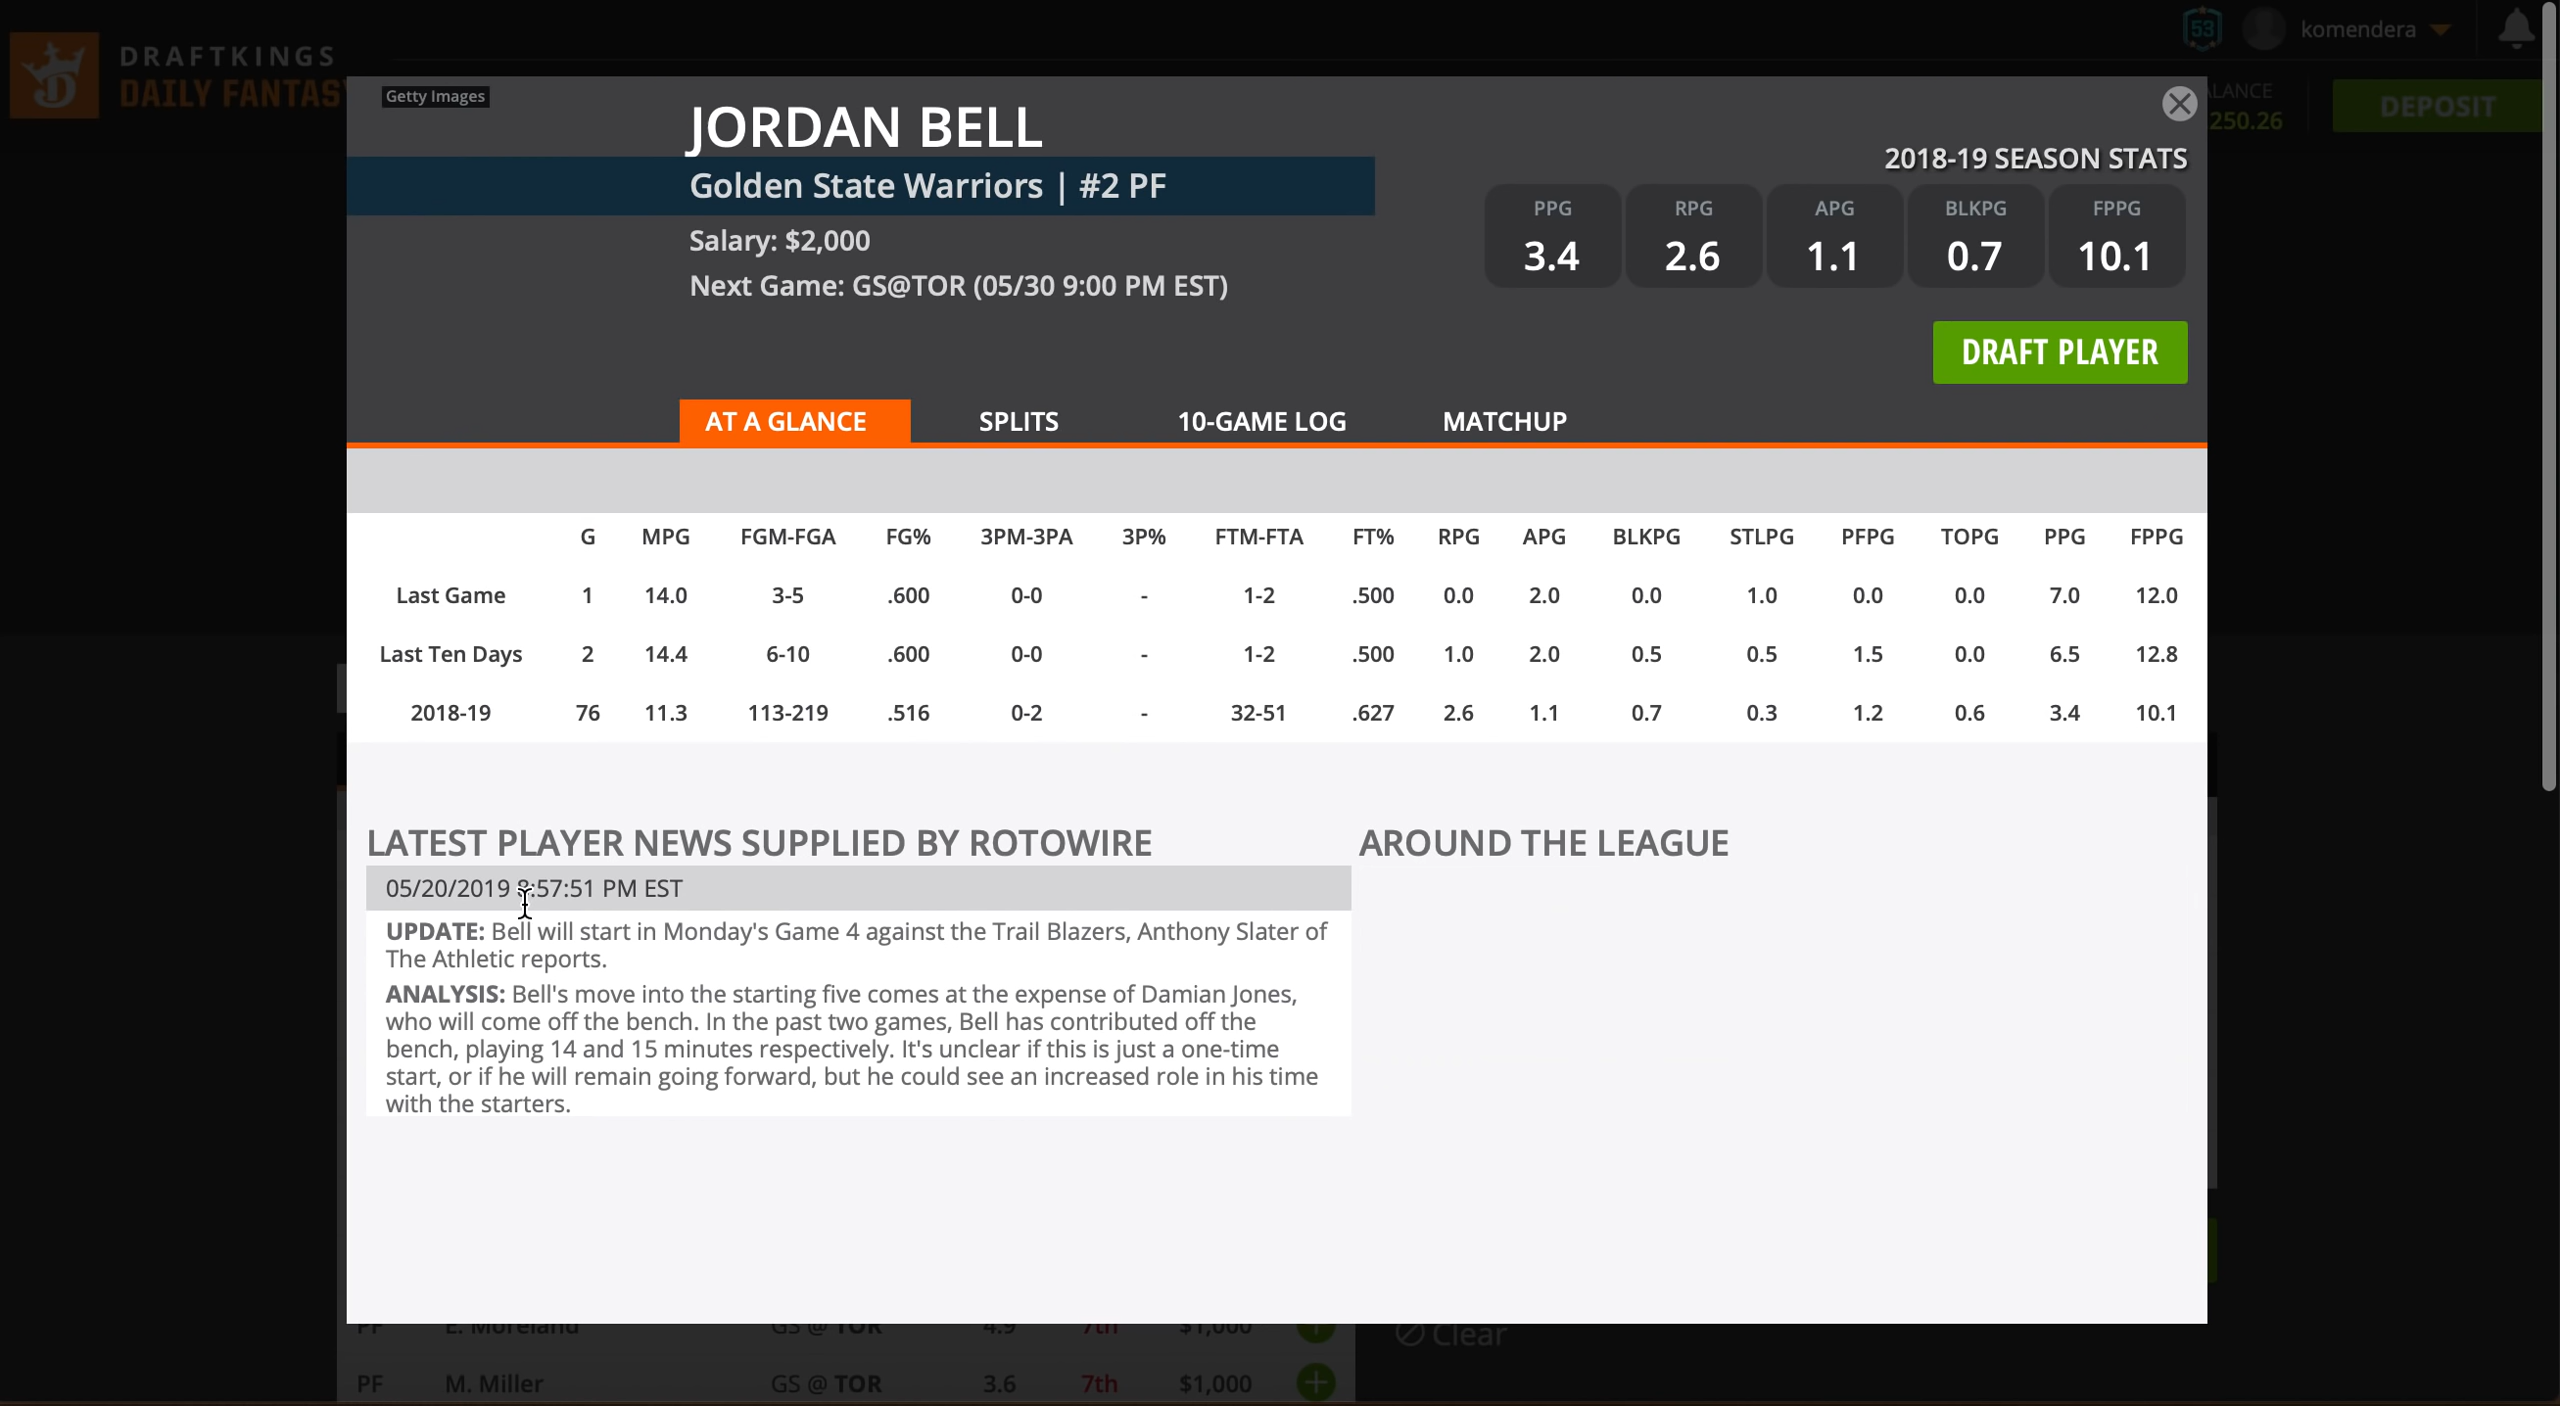 DRAFTKINGS
DAILY FANTAS
53
komendera
LANCE
250.26
DEPOSIT
Getty Images
JORDAN BELL
Golden State Warriors | #2 PF
Salary: $2,000
Next Game: GS@TOR (05/30 9:00 PM EST)
2018-19 SEASON STATS
PPG RPG APG BLKPG FPPG
3.4 2.6 1.1 0.7 10.1
DRAFT PLAYER
AT A GLANCE SPLITS 10-GAME LOG MATCHUP
G MPG FGM-FGA FG% 3PM-3PA 3P% FTM-FTA FT% RPG APG BLKPG STLPG PFPG TOPG PPG FPPG
Last Game 1 14.0 3-5 .600 0-0 - 1-2 .500 0.0 2.0 0.0 1.0 0.0 0.0 7.0 12.0
Last Ten Days 2 14.4 6-10 .600 0-0 - 1-2 .500 1.0 2.0 0.5 0.5 1.5 0.0 6.5 12.8
2018-19 76 11.3 113-219 .516 0-2 - 32-51 .627 2.6 1.1 0.7 0.3 1.2 0.6 3.4 10.1
LATEST PLAYER NEWS SUPPLIED BY ROTOWIRE
05/20/2019 8:57:51 PM EST
UPDATE: Bell will start in Monday's Game 4 against the Trail Blazers, Anthony Slater of
The Athletic reports.
ANALYSIS: Bell's move into the starting five comes at the expense of Damian Jones,
who will come off the bench. In the past two games, Bell has contributed off the
bench, playing 14 and 15 minutes respectively. It's unclear if this is just a one-time
start, or if he will remain going forward, but he could see an increased role in his time
with the starters.
AROUND THE LEAGUE
PF E. Moreland GS @ TOR 4.9 7th $1,000
PF M. Miller GS @ TOR 3.6 7th $1,000
Clear